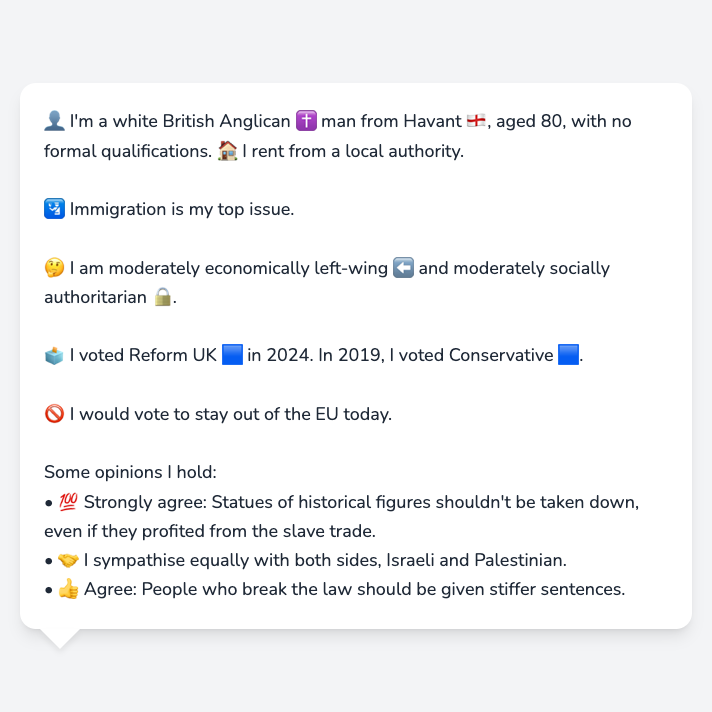 👤 I'm a white British Anglican ✝️ man from Havant 🏴󠁧󠁢󠁥󠁮󠁧󠁿, aged 80, with no
formal qualifications. 🏠 I rent from a local authority.
🛂 Immigration is my top issue.
🤔 I am moderately economically left-wing ⬅️ and moderately socially
authoritarian 🔒.
🗳️ I voted Reform UK 🟦 in 2024. In 2019, I voted Conservative 🟦.
🚫 I would vote to stay out of the EU today.
Some opinions I hold:
• 💯 Strongly agree: Statues of historical figures shouldn't be taken down,
even if they profited from the slave trade.
• 🤝 I sympathise equally with both sides, Israeli and Palestinian.
• 👍 Agree: People who break the law should be given stiffer sentences.